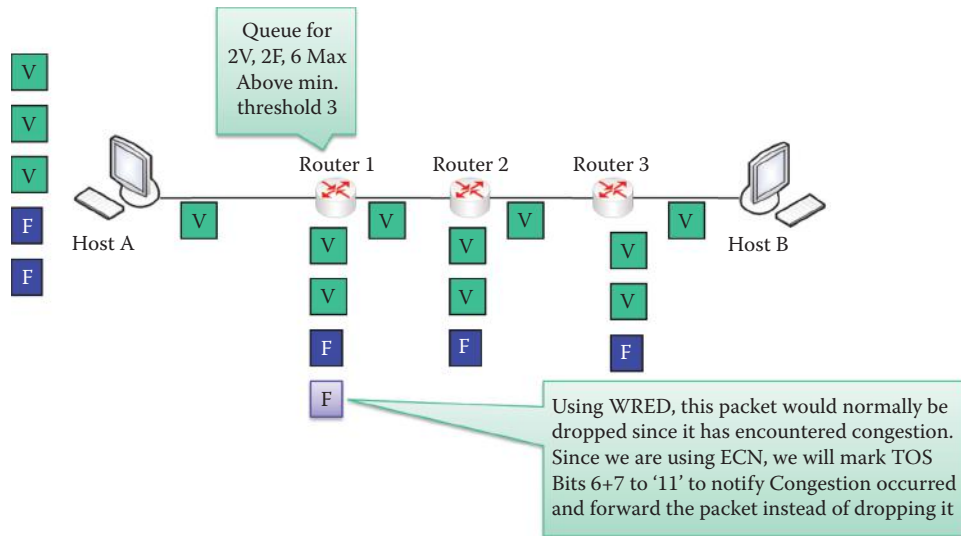 Queue for
2V, 2F, 6 Max
Above min.
threshold 3
V
V
V
F
F
Host A
V
Router 1
V
V
V
F
F
Router 2
V
V
V
F
Router 3
V
V
V
F
Host B
Using WRED, this packet would normally be
dropped since it has encountered congestion.
Since we are using ECN, we will mark TOS
Bits 6+7 to ‘11’ to notify Congestion occurred
and forward the packet instead of dropping it